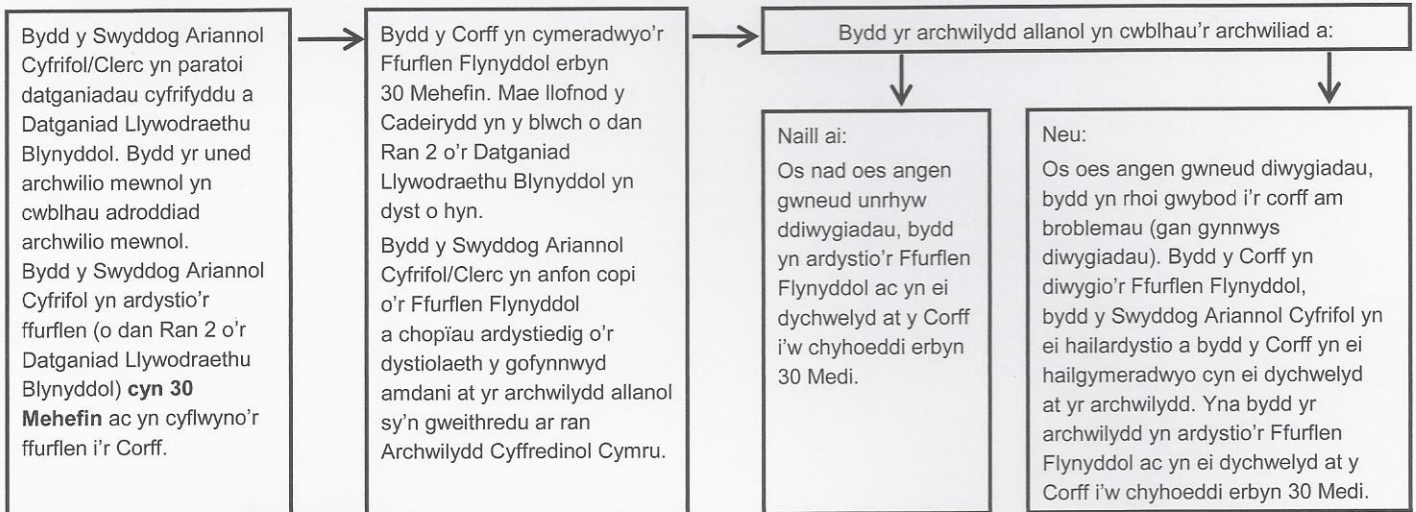 Bydd y Swyddog Ariannol
Cyfrifol/Clerc yn paratoi
datganiadau cyfrifyddu a
Datganiad Llywodraethu
Blynyddol. Bydd yr uned
archwilio mewnol yn
cwblhau adroddiad
archwilio mewnol.
Bydd y Swyddog Ariannol
Cyfrifol yn ardystio'r
ffurflen (o dan Ran 2 o'r
Datganiad Llywodraethu
Blynyddol) cyn 30
Mehefin ac yn cyflwyno'r
ffurflen i'r Corff.
Bydd y Corff yn cymeradwyo'r
Ffurflen Flynyddol erbyn
30 Mehefin. Mae llofnod y
Cadeirydd yn y blwch o dan
Ran 2 o'r Datganiad
Llywodraethu Blynyddol yn
dyst o hyn.
Bydd y Swyddog Ariannol
Cyfrifol/Clerc yn anfon copi
o'r Ffurflen Flynyddol
a chopïau ardystiedig o'r
dystiolaeth y gofynnwyd
amdani at yr archwilydd allanol
sy'n gweithredu ar ran
Archwilydd Cyffredinol Cymru.
Bydd yr archwilydd allanol yn cwblhau'r archwiliad a:
Naill ai:
Os nad oes angen
gwneud unrhyw
ddiwygiadau, bydd
yn ardystio'r Ffurflen
Flynyddol ac yn ei
dychwelyd at y Corff
i'w chyhoeddi erbyn
30 Medi.
Neu:
Os oes angen gwneud diwygiadau,
bydd yn rhoi gwybod i'r corff am
broblemau (gan gynnwys
diwygiadau). Bydd y Corff yn
diwygio'r Ffurflen Flynyddol,
bydd y Swyddog Ariannol Cyfrifol yn
ei hailardystio a bydd y Corff yn ei
hailgymeradwyo cyn ei dychwelyd
at yr archwilydd. Yna bydd yr
archwilydd yn ardystio'r Ffurflen
Flynyddol ac yn ei dychwelyd at y
Corff i'w chyhoeddi erbyn 30 Medi.